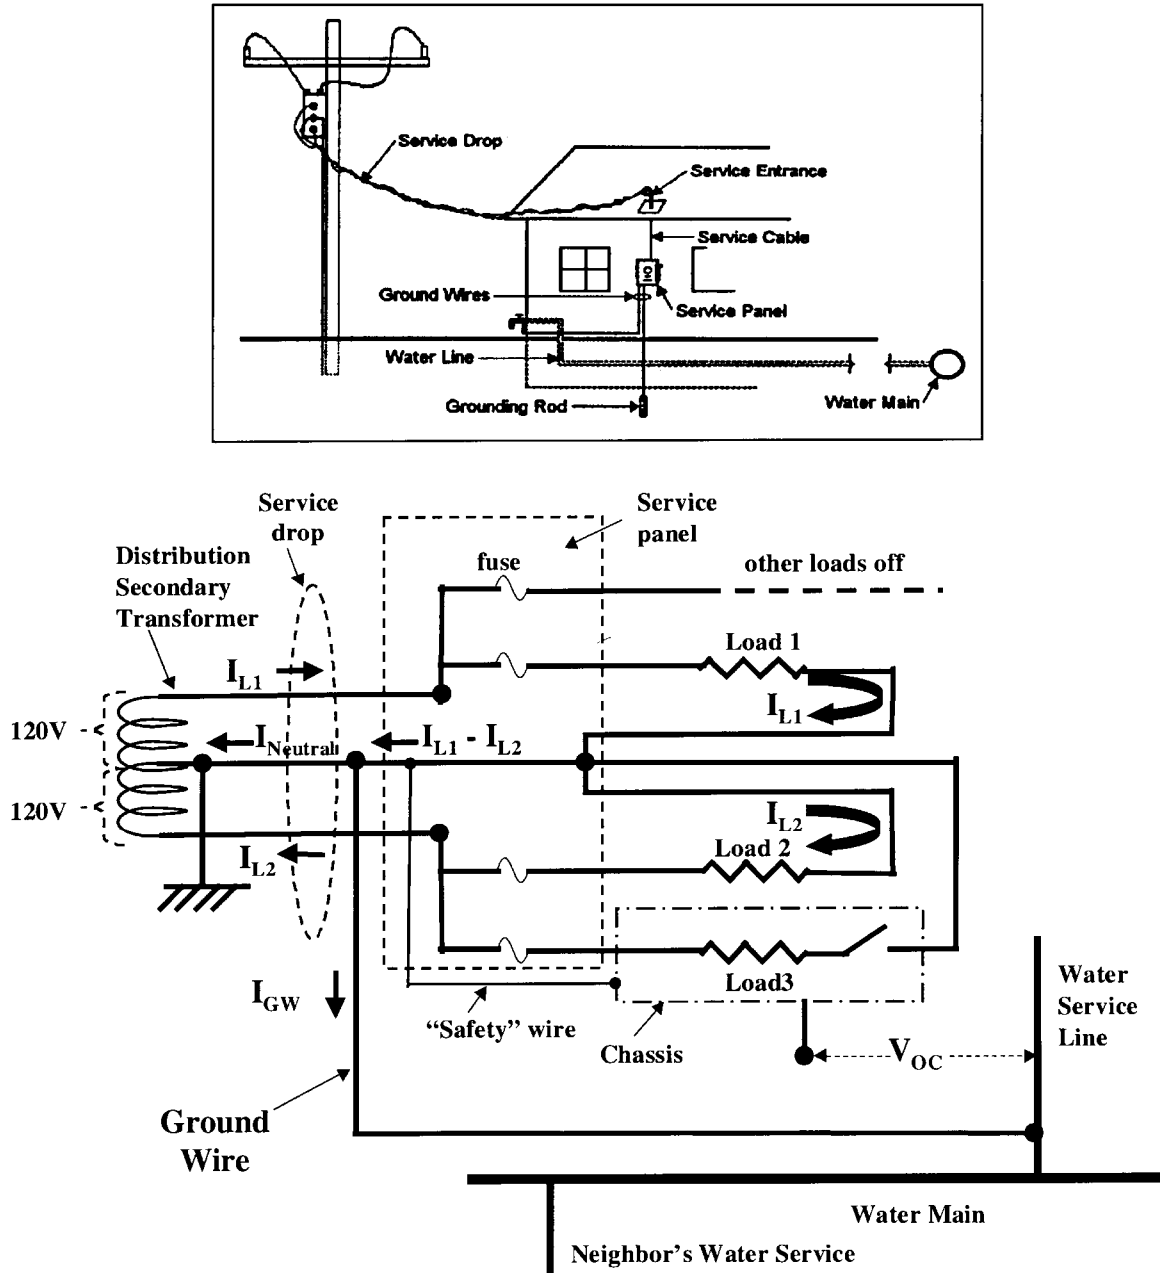 Service Drop
Service Entrance
Service Cable
Ground Wires
Service Panel
Water Line
Grounding Rod
Water Main
Service
drop
Service
panel
Distribution
Secondary
Transformer
fuse
other loads off
Load 1
I_L1
I_L1
120V
I_Neutral
I_L1 - I_L2
120V
I_L2
I_L2
Load 2
Load3
I_GW
"Safety" wire
Chassis
V_OC
Water
Service
Line
Ground
Wire
Water Main
Neighbor's Water Service